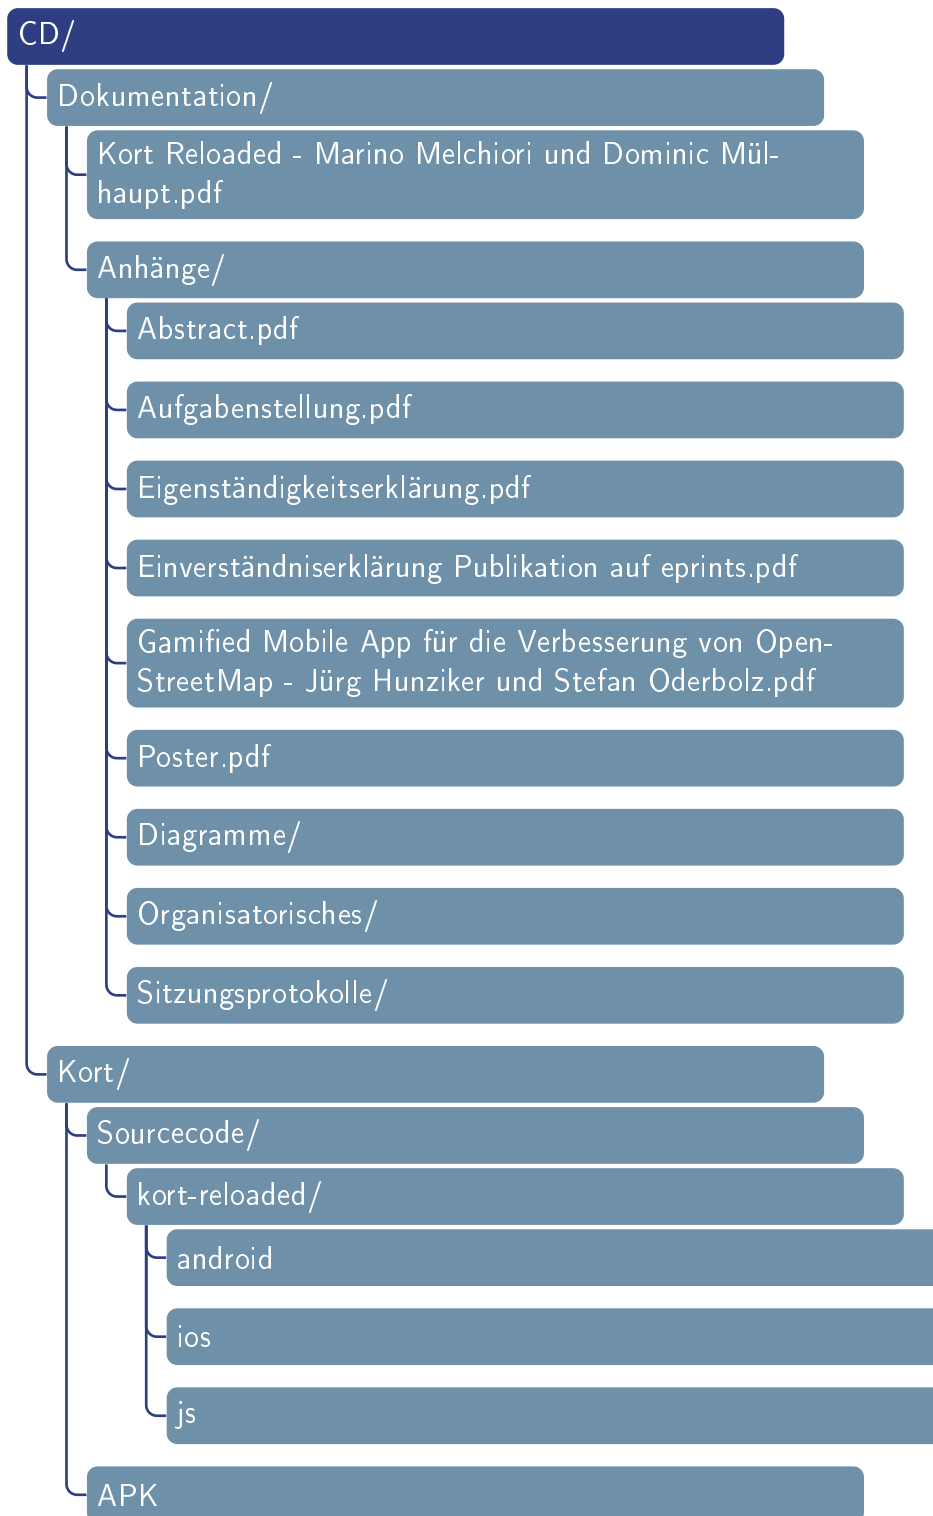 CD/
Dokumentation/
Kort Reloaded - Marino Melchiori und Dominic Mül-
haupt.pdf
Anhänge/
Abstract.pdf
Aufgabenstellung.pdf
Eigenständigkeitserklärung.pdf
Einverständniserklärung Publikation auf eprints.pdf
Gamified Mobile App für die Verbesserung von Open-
StreetMap - Jürg Hunziker und Stefan Oderbolz.pdf
Poster.pdf
Diagramme/
Organisatorisches/
Sitzungsprotokolle/
Kort/
Sourcecode/
kort-reloaded/
android
ios
js
APK